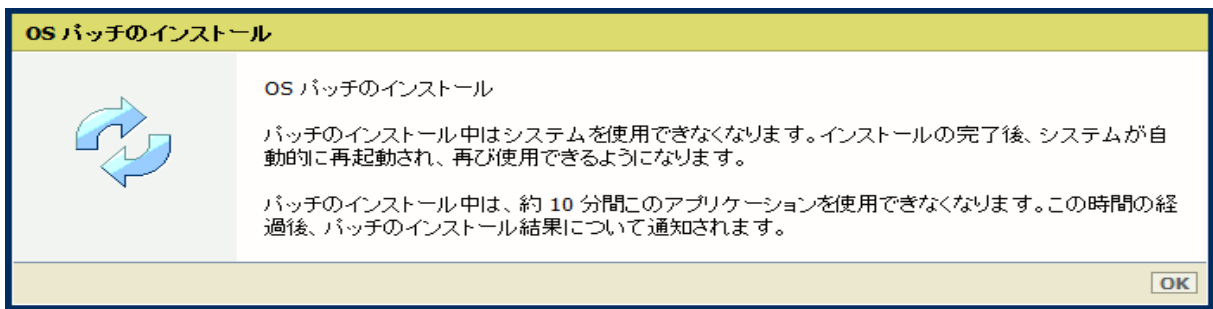 OS パッチのインストール
OS パッチのインストール
パッチのインストール中はシステムを使用できなくなります。インストールの完了後、システムが自
動的に再起動され、再び使用できるようになります。
パッチのインストール中は、約 10 分間このアプリケーションを使用できなくなります。この時間の経
過後、パッチのインストール結果について通知されます。
OK